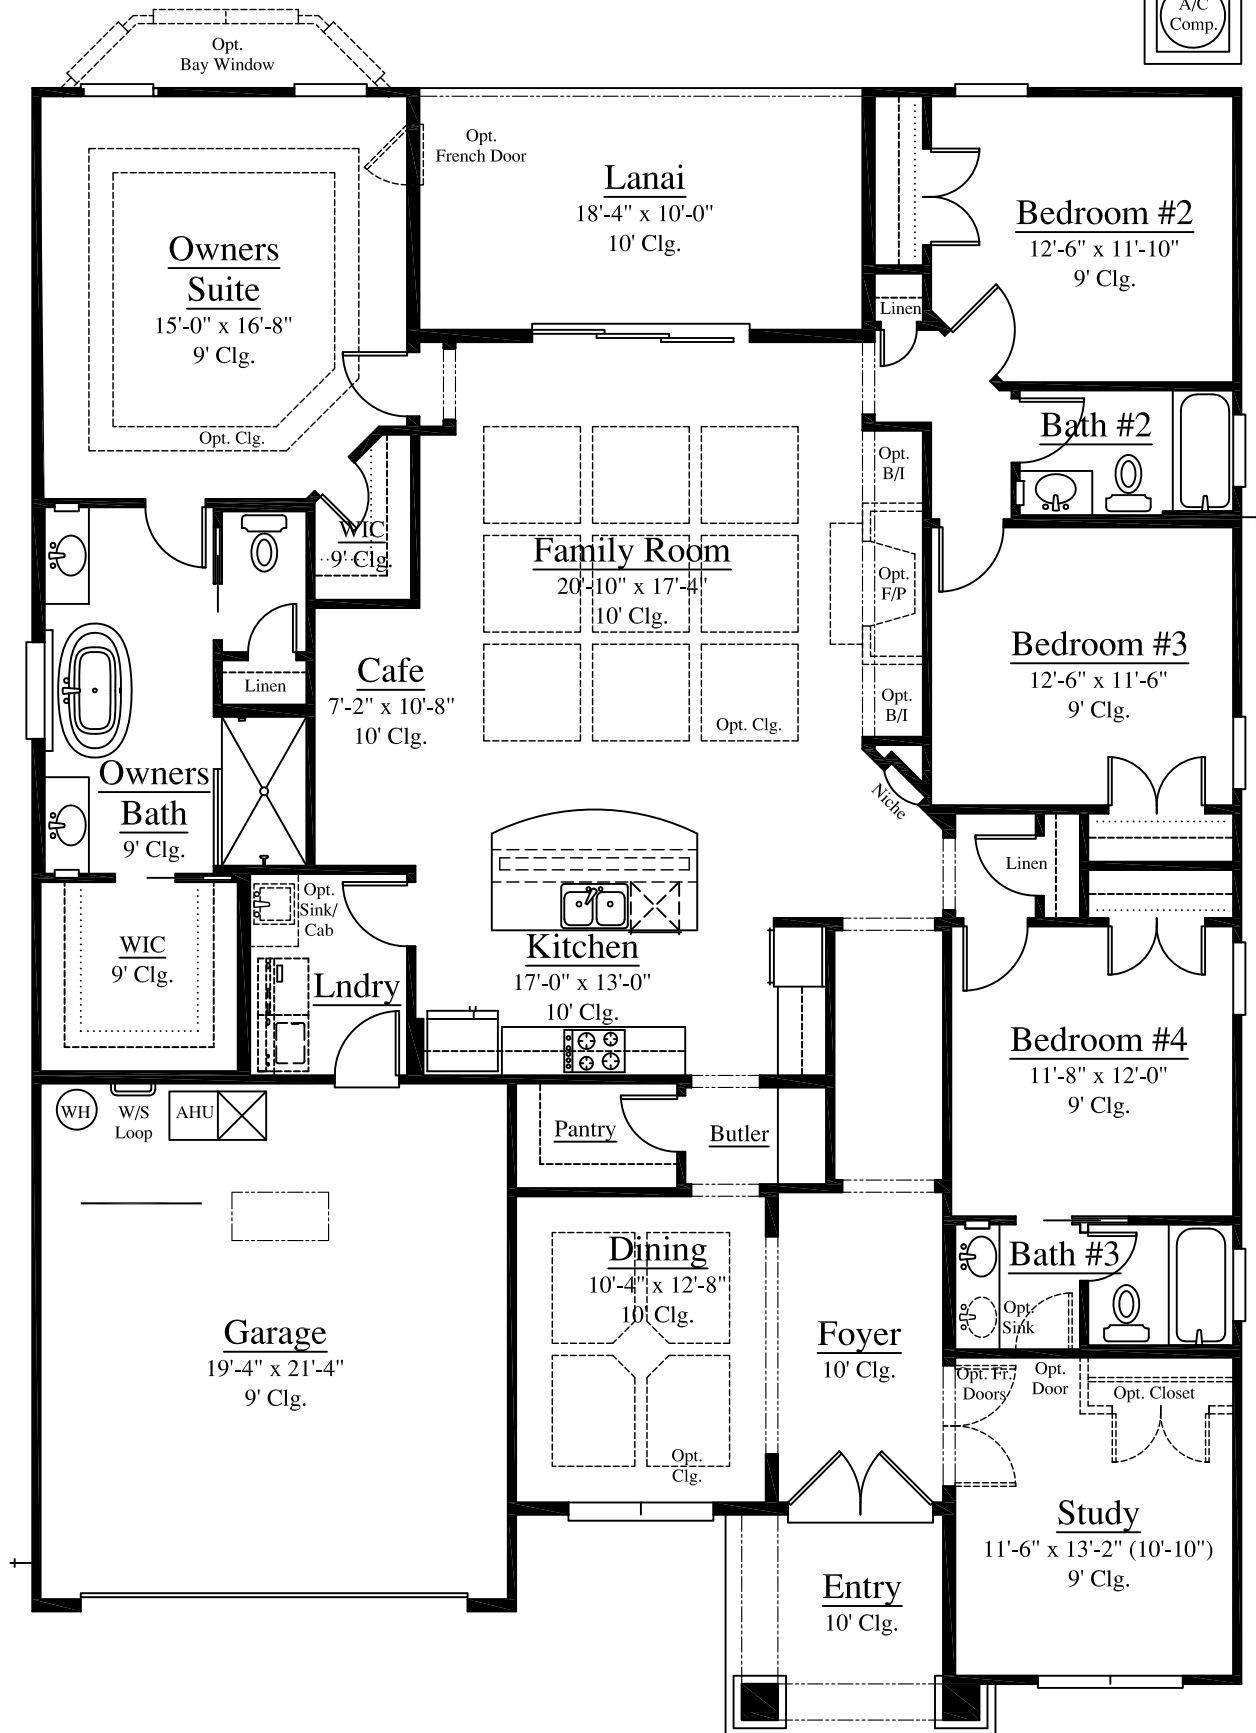 A/C
Comp.
Opt.
Bay Window
Opt.
French Door
Lanai
18'-4" x 10'-0"
10' Clg.
Bedroom #2
12'-6" x 11'-10"
9' Clg.
Owners
Suite
15'-0" x 16'-8"
9' Clg.
Opt. Clg.
Linen
Bath #2
Opt.
B/I
WIC
9' Clg.
Family Room
20'-10" x 17'-4"
10' Clg.
Opt.
F/P
Opt.
B/I
Opt. Clg.
Bedroom #3
12'-6" x 11'-6"
9' Clg.
Linen
Cafe
7'-2" x 10'-8"
10' Clg.
Owners
Bath
9' Clg.
Niche
Linen
Opt.
Sink/
Cab
WIC
9' Clg.
Lndry
Kitchen
17'-0" x 13'-0"
10' Clg.
Bedroom #4
11'-8" x 12'-0"
9' Clg.
WH
W/S
Loop
AHU
Pantry
Butler
Dining
10'-4" x 12'-8"
10' Clg.
Opt.
Clg.
Bath #3
Opt.
Sink
Garage
19'-4" x 21'-4"
9' Clg.
Foyer
10' Clg.
Opt. Fr.
Doors
Opt.
Door
Opt. Closet
Study
11'-6" x 13'-2" (10'-10")
9' Clg.
Entry
10' Clg.